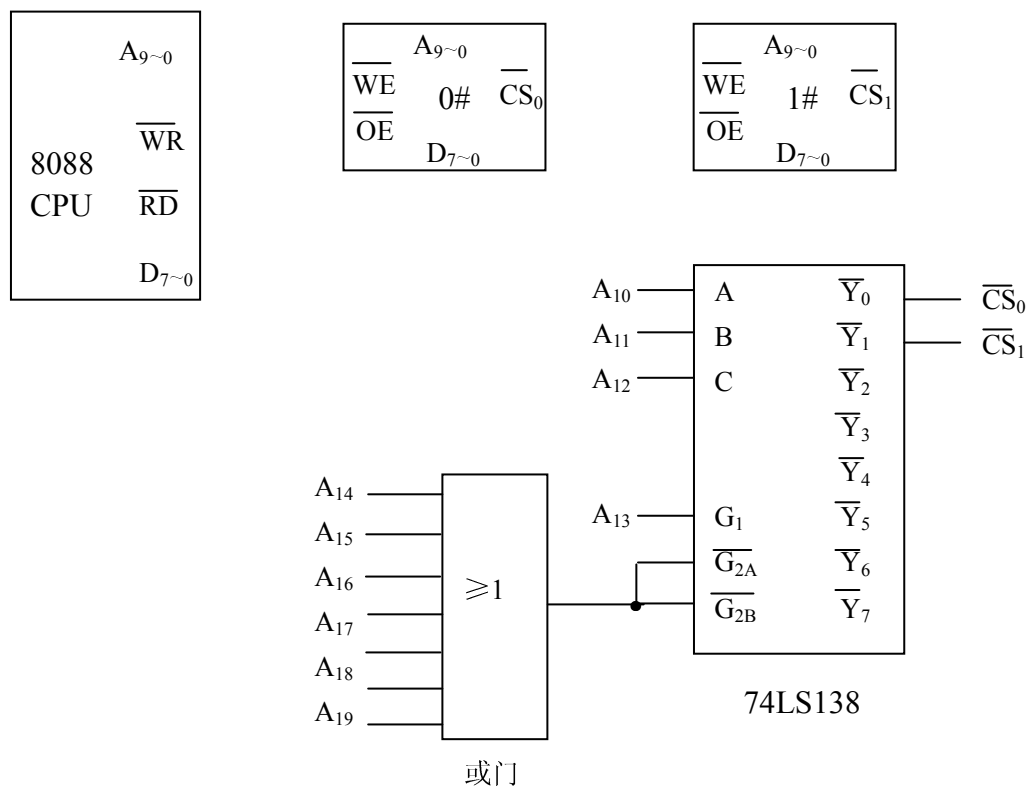 A9~0
WR
8088
CPU
RD
D7~0
A9~0
WE
0#
CS0
OE
D7~0
A9~0
WE
1#
CS1
OE
D7~0
A10
A
Y0
CS0
A11
B
Y1
CS1
A12
C
Y2
Y3
Y4
A13
G1
Y5
G2A
Y6
G2B
Y7
74LS138
A14
A15
A16
≥1
A17
A18
A19
或门